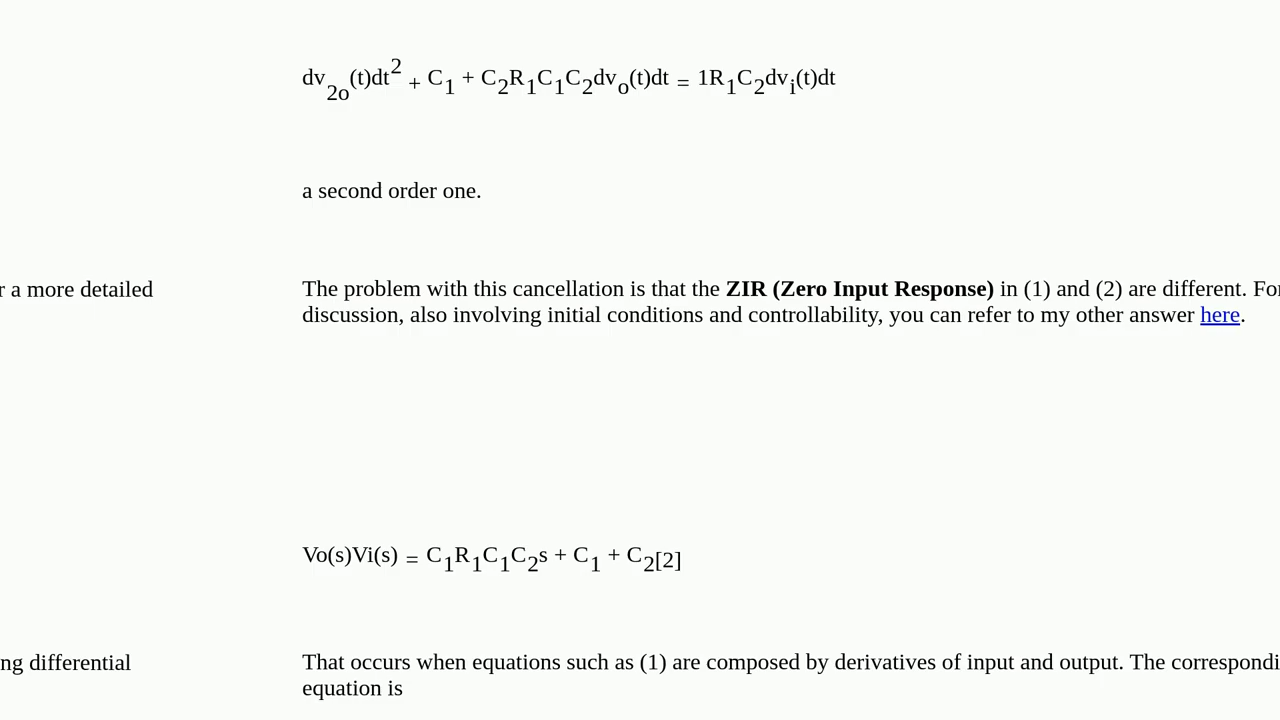 dv2o(t)dt2 + C1 + C2R1C1C2dvo(t)dt = 1R1C2dvi(t)dt
a second order one.
r a more detailed
The problem with this cancellation is that the ZIR (Zero Input Response) in (1) and (2) are different. For
discussion, also involving initial conditions and controllability, you can refer to my other answer here.
Vo(s)Vi(s) = C1R1C1C2s + C1 + C2[2]
ng differential
That occurs when equations such as (1) are composed by derivatives of input and output. The correspondi
equation is